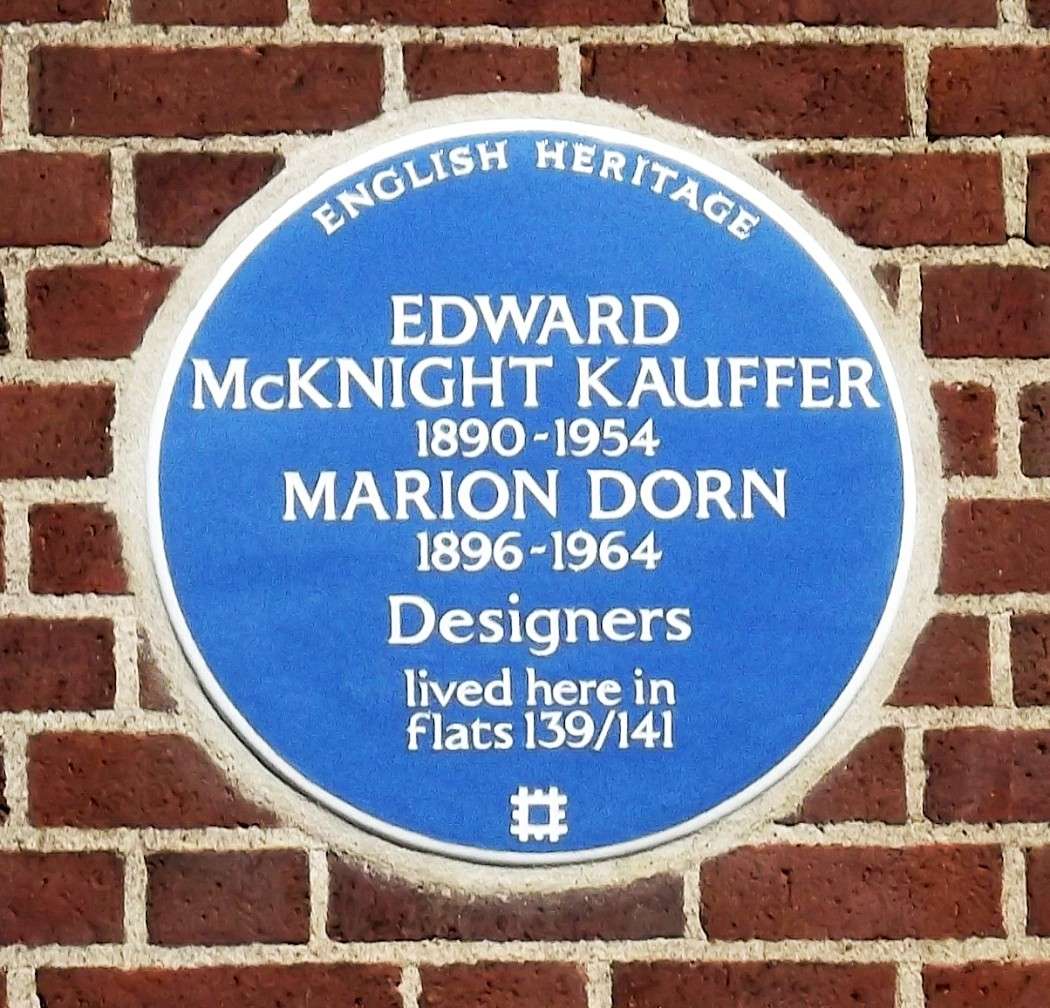 ENGLISH HERITAGE
EDWARD
McKNIGHT KAUFFER
1890-1954
MARION DORN
1896-1964
Designers
lived here in
flats 139/141